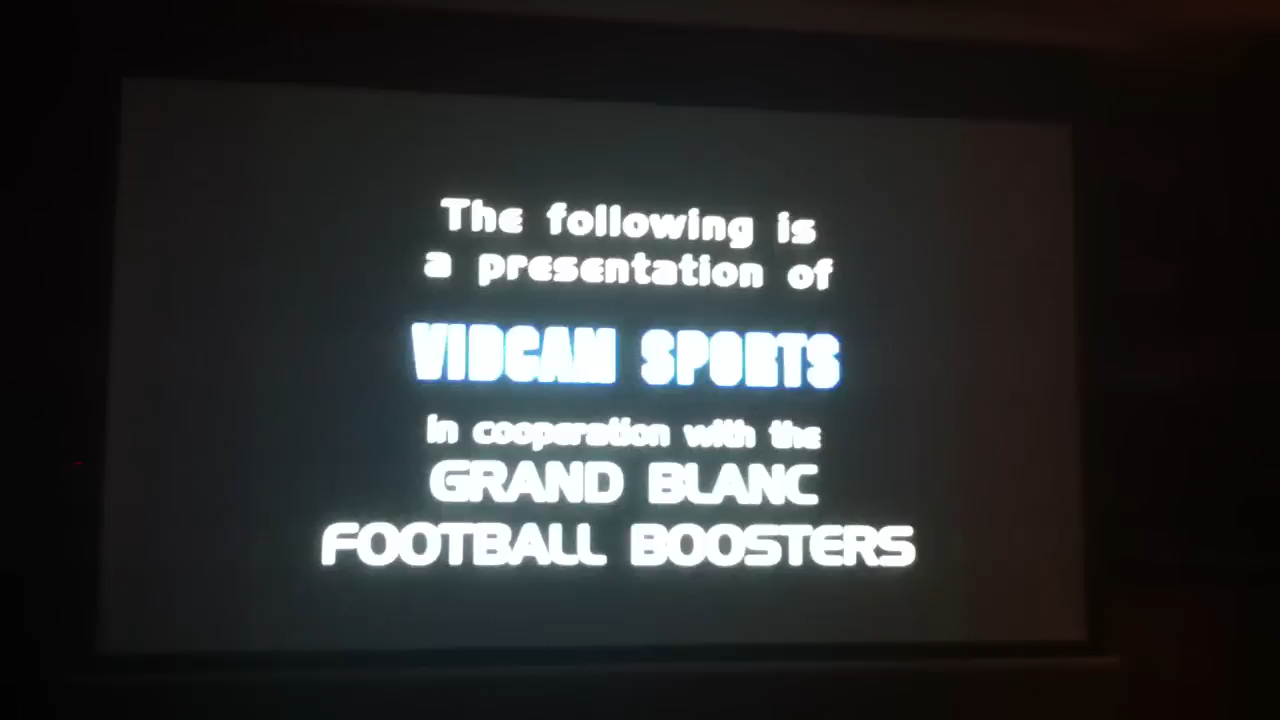 The following is
a presentation of
VIDCAM SPORTS
in cooperation with the
GRAND BLANC
FOOTBALL BOOSTERS